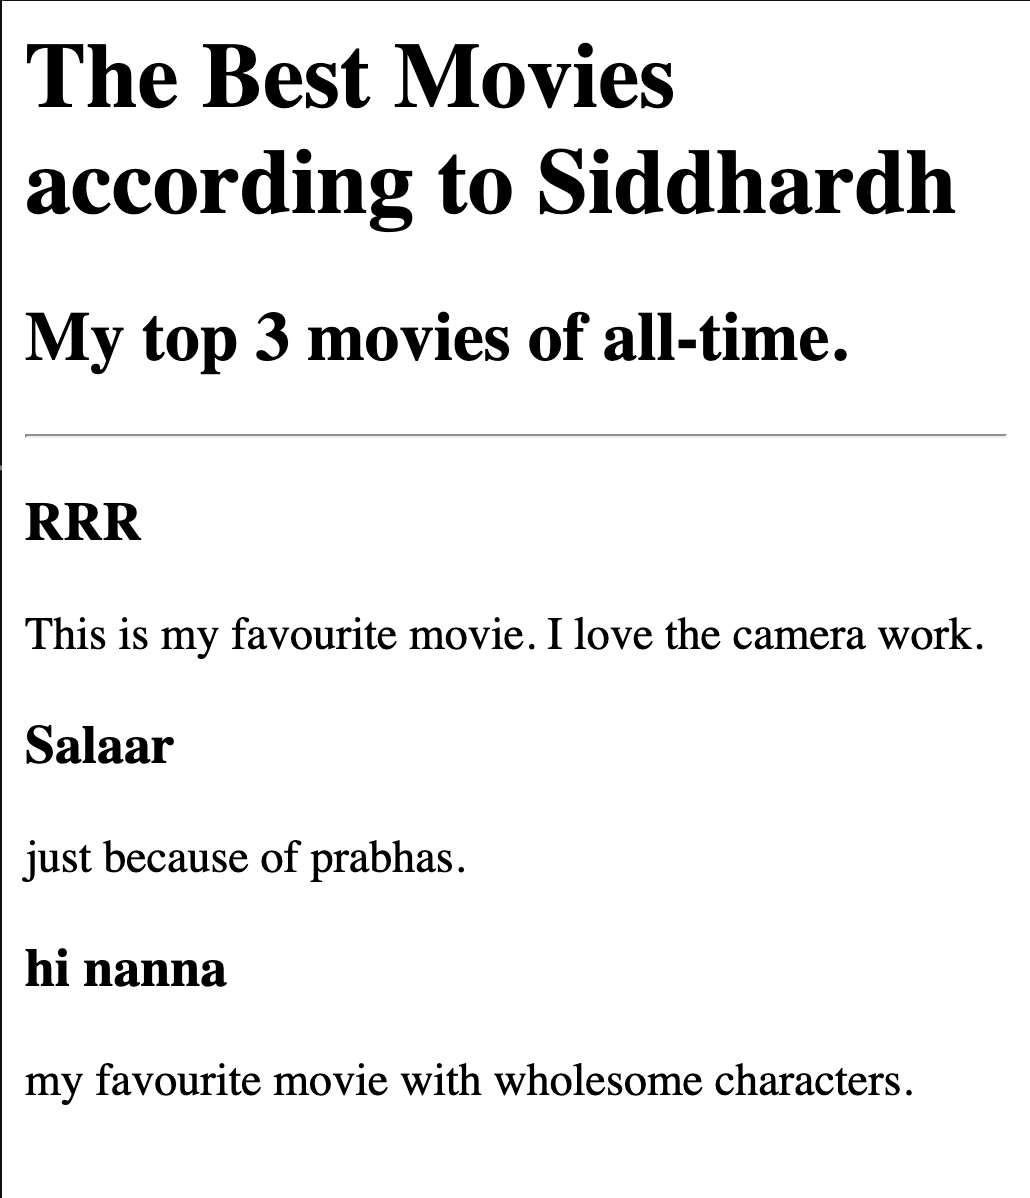 The Best Movies
according to Siddhardh
My top 3 movies of all-time.
RRR
This is my favourite movie. I love the camera work.
Salaar
just because of prabhas.
hi nanna
my favourite movie with wholesome characters.